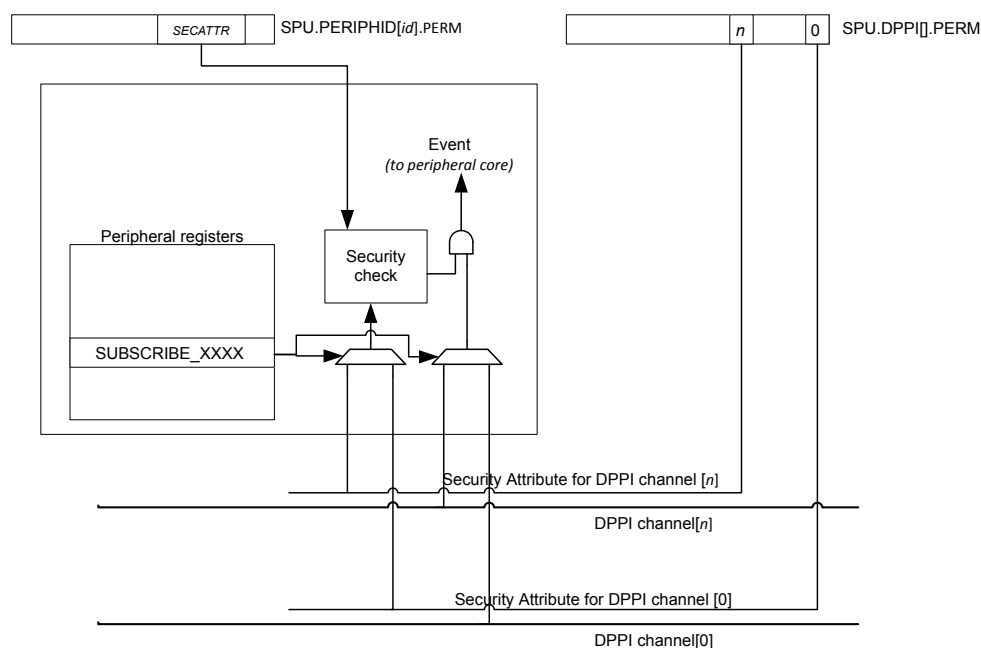 SECATTR
SPU.PERIPHID[id].PERM
n
0
SPU.DPPI[].PERM
Event
(to peripheral core)
Peripheral registers
Security
check
SUBSCRIBE_XXXX
Security Attribute for DPPI channel [n]
DPPI channel[n]
Security Attribute for DPPI channel [0]
DPPI channel[0]